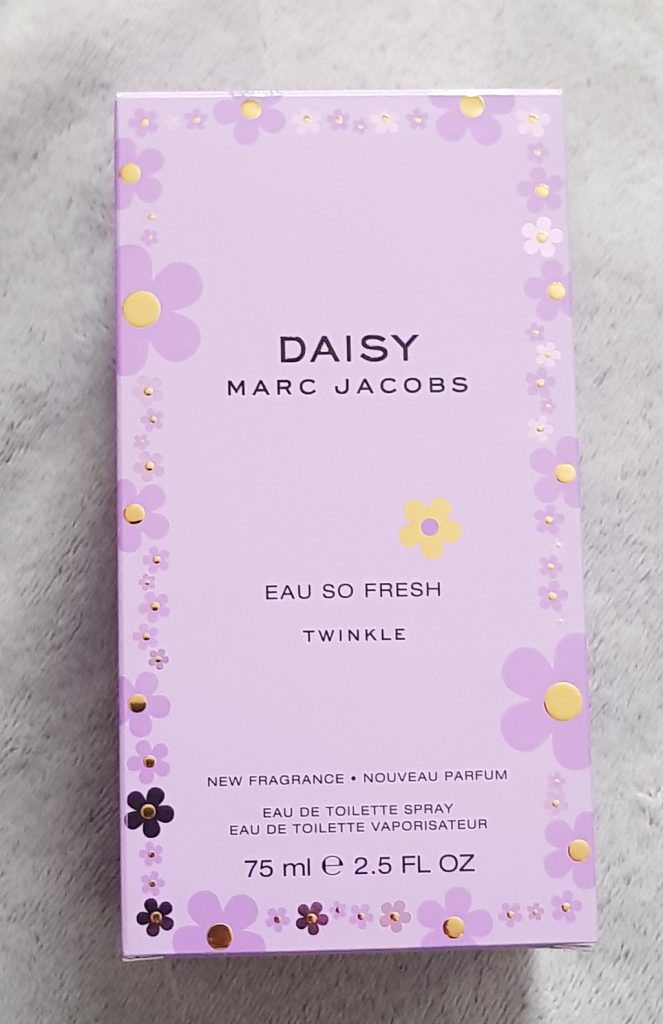 DAISY
MARC JACOBS
EAU SO FRESH
TWINKLE
NEW FRAGRANCE • NOUVEAU PARFUM
EAU DE TOILETTE SPRAY
EAU DE TOILETTE VAPORISATEUR
75 ml ℮ 2.5 FL OZ